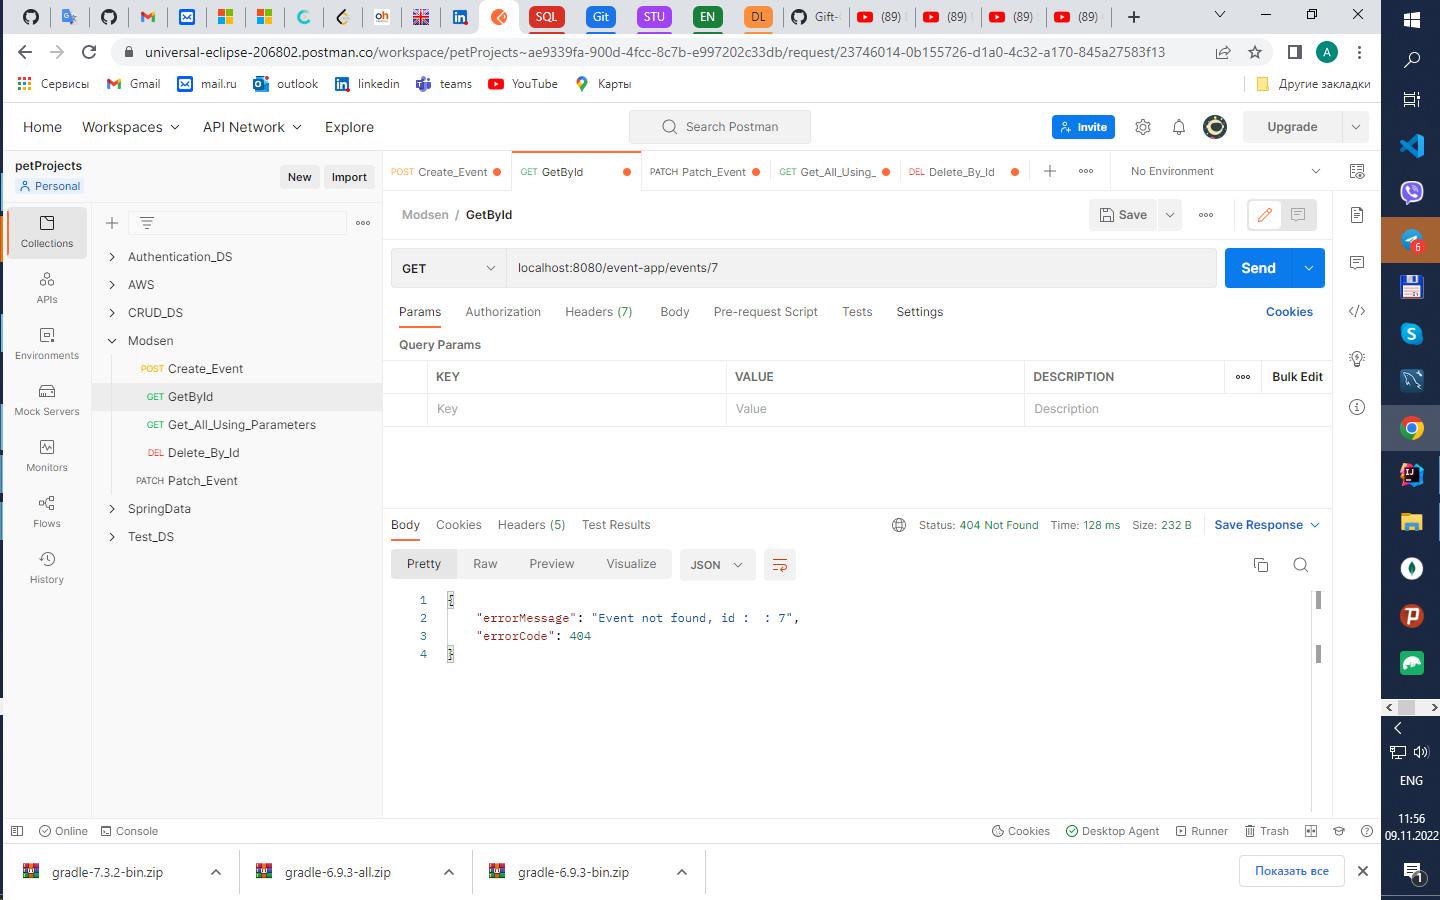 SQL
Git
STU
EN
DL
Gift-
(89)
(89)
(89)
(89)
universal-eclipse-206802.postman.co/workspace/petProjects~ae9339fa-900d-4fcc-8c7b-e997202c33db/request/23746014-0b155726-d1a0-4c32-a170-845a27583f13
A
Сервисы
Gmail
mail.ru
outlook
linkedin
teams
YouTube
Карты
Другие закладки
Home
Workspaces
API Network
Explore
Search Postman
Invite
Upgrade
petProjects
Personal
New
Import
POST Create_Event
GET GetById
PATCH Patch_Event
GET Get_All_Using_
DEL Delete_By_Id
No Environment
Collections
APIs
Environments
Mock Servers
Monitors
Flows
History
Authentication_DS
AWS
CRUD_DS
Modsen
POST Create_Event
GET GetById
GET Get_All_Using_Parameters
DEL Delete_By_Id
PATCH Patch_Event
SpringData
Test_DS
Modsen / GetById
Save
GET
localhost:8080/event-app/events/7
Send
Params
Authorization
Headers (7)
Body
Pre-request Script
Tests
Settings
Cookies
Query Params
KEY
VALUE
DESCRIPTION
Bulk Edit
Key
Value
Description
Body
Cookies
Headers (5)
Test Results
Status: 404 Not Found
Time: 128 ms
Size: 232 B
Save Response
Pretty
Raw
Preview
Visualize
JSON
1 {
2 "errorMessage": "Event not found, id :  : 7",
3 "errorCode": 404
4 }
Online
Console
Cookies
Desktop Agent
Runner
Trash
gradle-7.3.2-bin.zip
gradle-6.9.3-all.zip
gradle-6.9.3-bin.zip
Показать все
6
ENG
11:56
09.11.2022
1